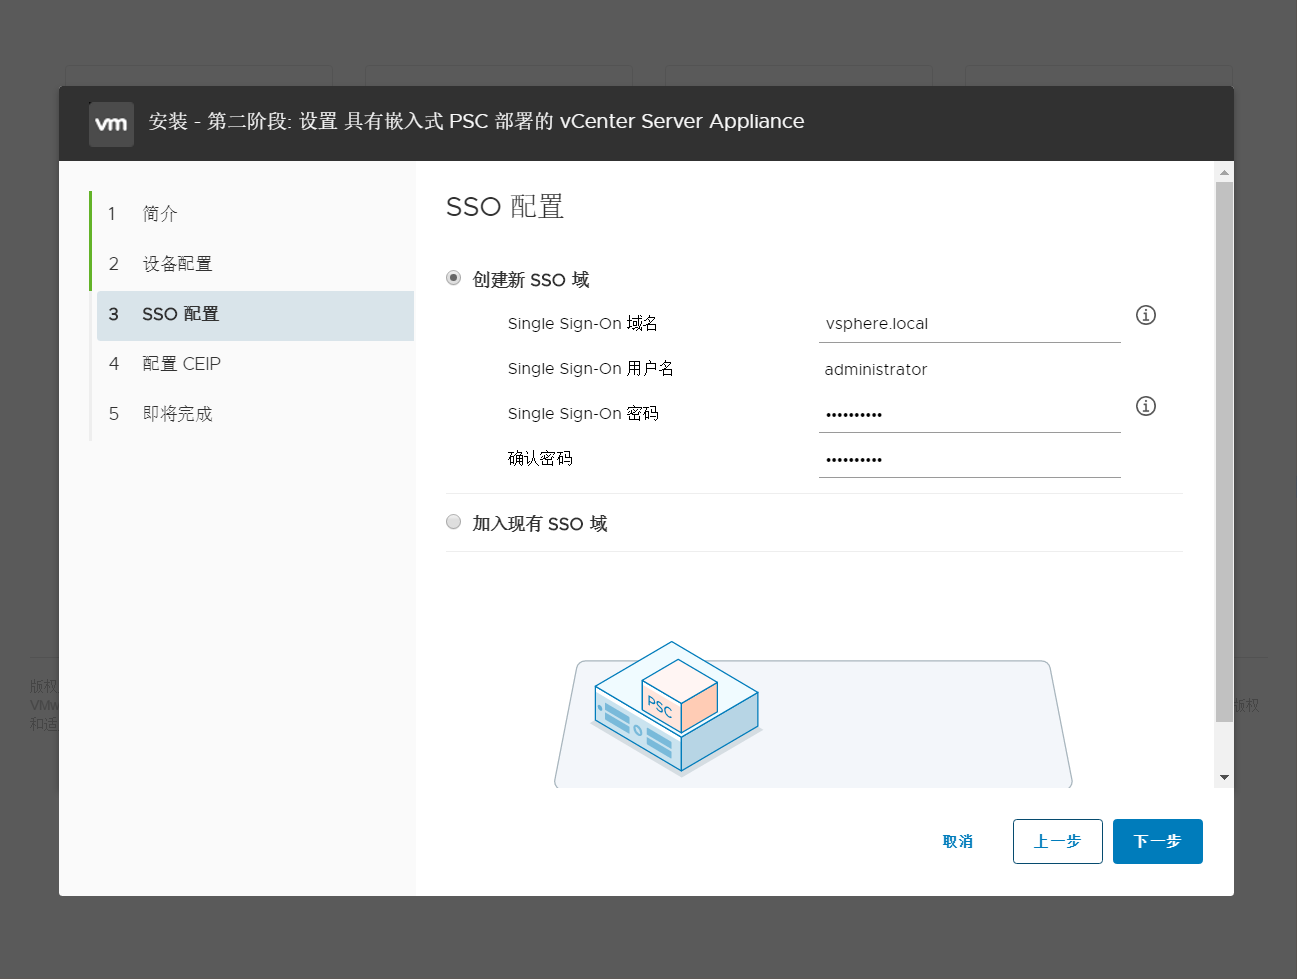 vm
安装 - 第二阶段: 设置 具有嵌入式 PSC 部署的 vCenter Server Appliance
1 简介
2 设备配置
3 SSO 配置
4 配置 CEIP
5 即将完成
SSO 配置
创建新 SSO 域
Single Sign-On 域名 vsphere.local
Single Sign-On 用户名 administrator
Single Sign-On 密码 ••••••••••
确认密码 ••••••••••
加入现有 SSO 域
PSC
版权
VMw
版权
和适
取消 上一步 下一步